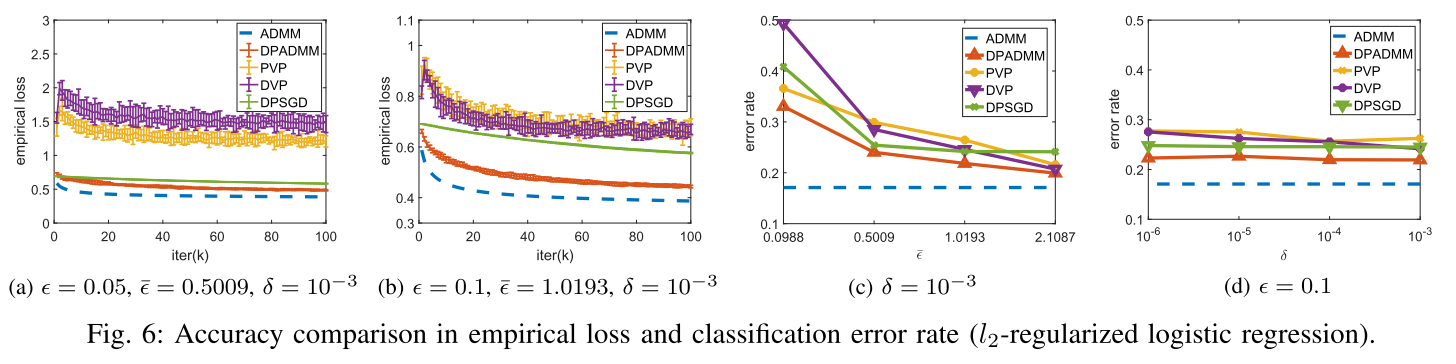 3
2.5
2
1.5
1
0.5
0
empirical loss
0 20 40 60 80 100
iter(k)
ADMM
DPADMM
PVP
DVP
DPSGD
(a) ϵ = 0.05, ϵ̄ = 0.5009, δ = 10⁻³
1.1
0.9
0.7
0.6
0.4
0.3
empirical loss
0 20 40 60 80 100
iter(k)
ADMM
DPADMM
PVP
DVP
DPSGD
(b) ϵ = 0.1, ϵ̄ = 1.0193, δ = 10⁻³
0.5
0.4
0.3
0.2
0.1
error rate
0.0988 0.5009 1.0193 2.1087
ϵ̄
ADMM
DPADMM
PVP
DVP
DPSGD
(c) δ = 10⁻³
0.5
0.4
0.3
0.2
0.1
error rate
10⁻⁶ 10⁻⁵ 10⁻⁴ 10⁻³
δ
ADMM
DPADMM
PVP
DVP
DPSGD
(d) ϵ = 0.1
Fig. 6: Accuracy comparison in empirical loss and classification error rate (l₂-regularized logistic regression).